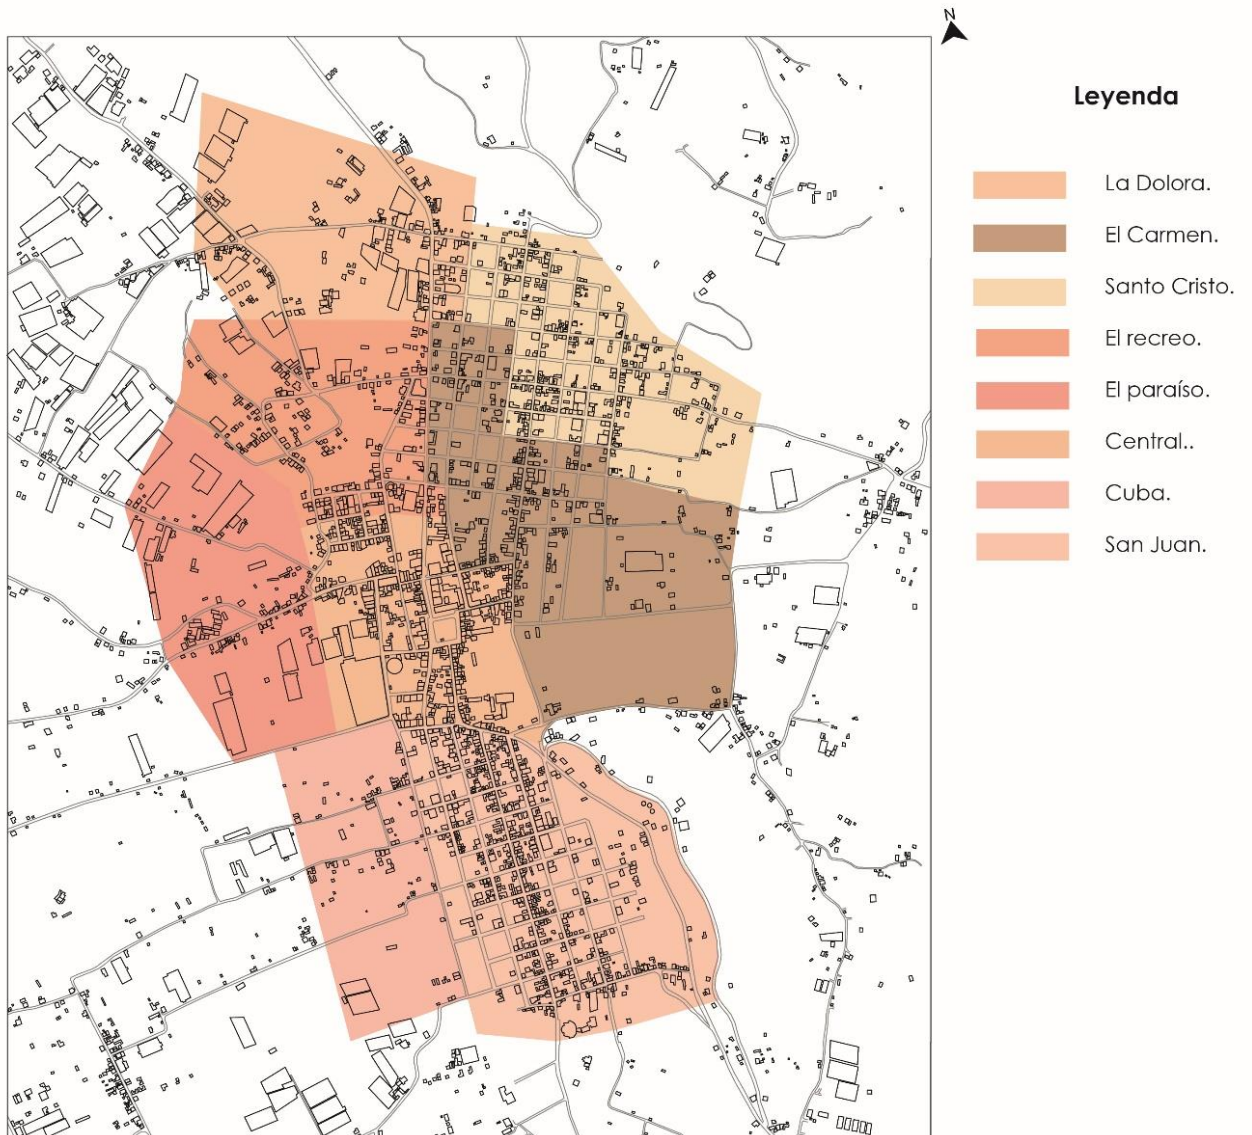 N
Leyenda
La Dolora.
El Carmen.
Santo Cristo.
El recreo.
El paraíso.
Central..
Cuba.
San Juan.